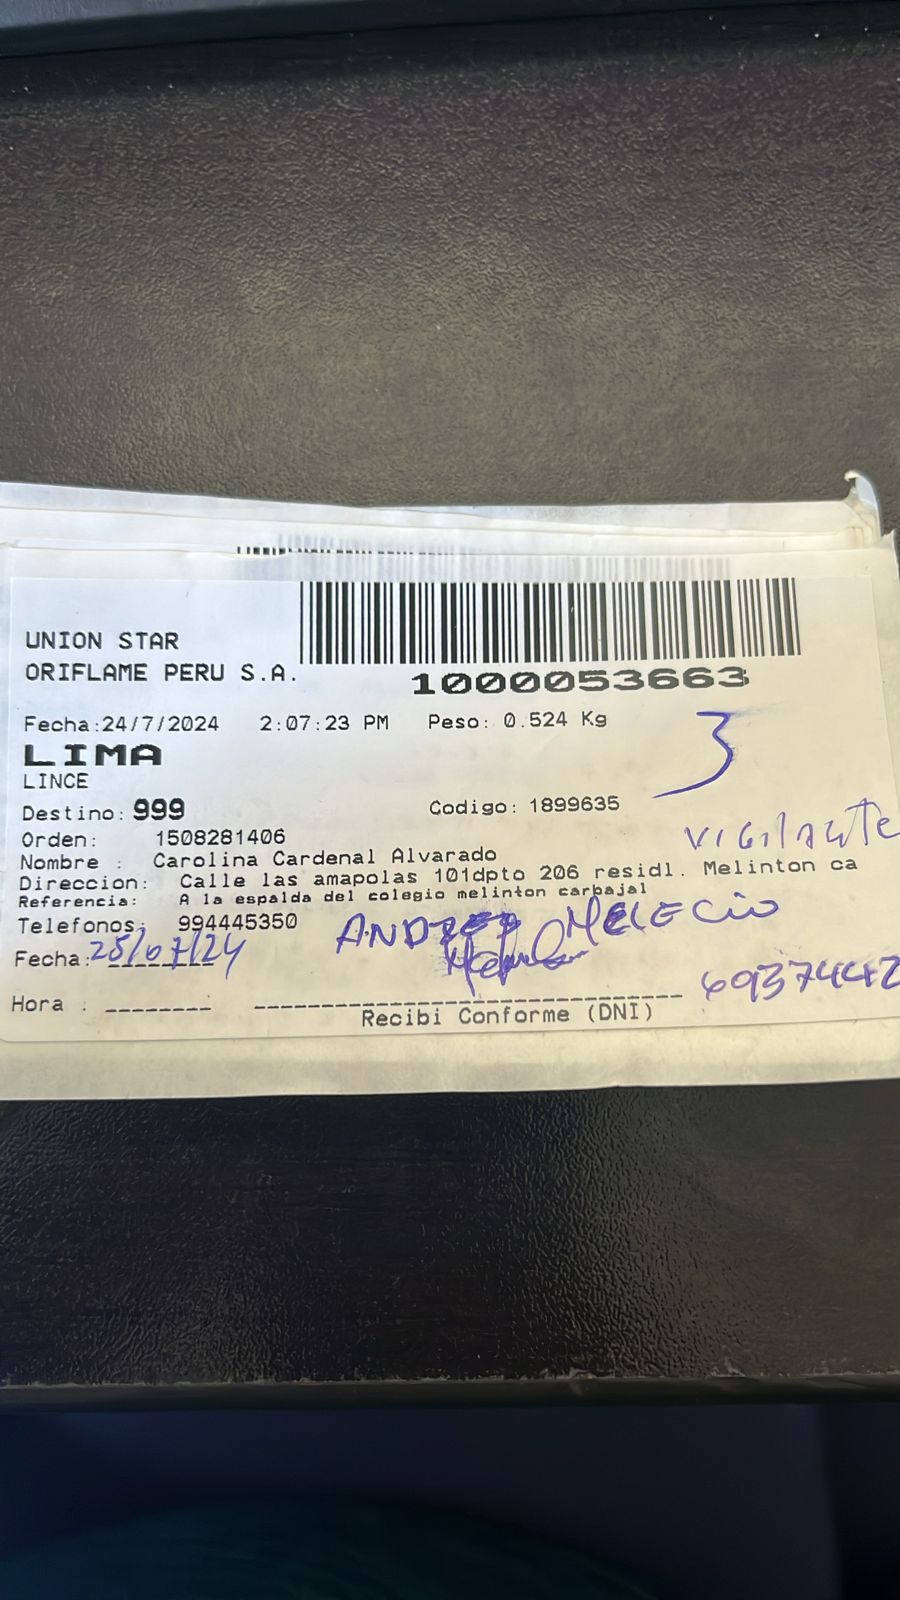 UNION STAR
ORIFLAME PERU S.A.
1000053663
Fecha:24/7/2024 2:07:23 PM Peso: 0.524 Kg
3
LIMA
LINCE
Destino: 999 Codigo: 1899635
Orden: 1508281406
vigilante
Nombre : Carolina Cardenal Alvarado
Direccion: Calle las amapolas 101dpto 206 residl. Melinton ca
Referencia: A la espalda del colegio melinton carbajal
Telefonos: 994445350
MELECio
Fecha: 25/07/24
Hora : --------
Recibi Conforme (DNI)